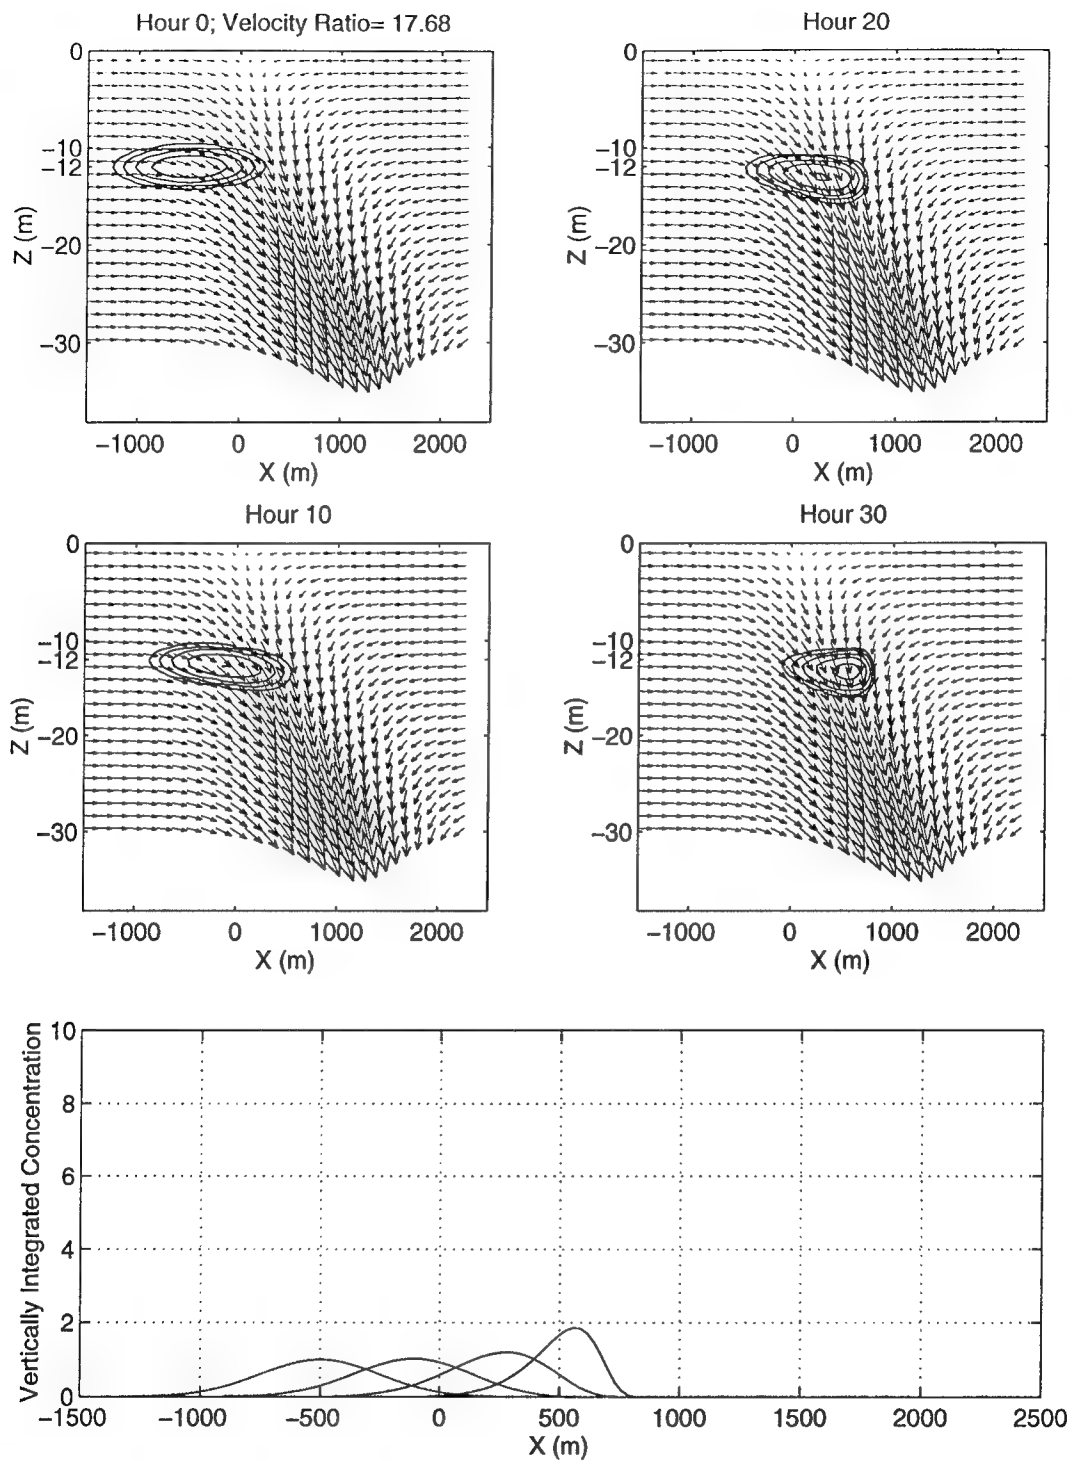 Hour 0; Velocity Ratio= 17.68
0
−10
−12
−20
−30
Z (m)
−1000 0 1000 2000
X (m)
Hour 20
0
−10
−12
−20
−30
Z (m)
−1000 0 1000 2000
X (m)
Hour 10
0
−10
−12
−20
−30
Z (m)
−1000 0 1000 2000
X (m)
Hour 30
0
−10
−12
−20
−30
Z (m)
−1000 0 1000 2000
X (m)
Vertically Integrated Concentration
10
8
6
4
2
0
−1500 −1000 −500 0 500 1000 1500 2000 2500
X (m)